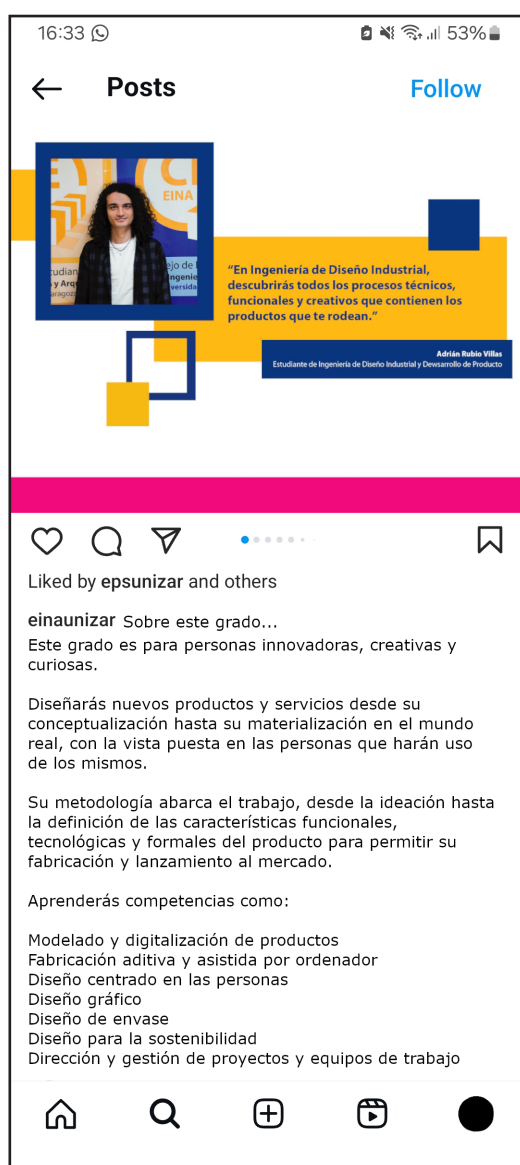 16:33
53%
Posts
Follow
EINA
“En Ingeniería de Diseño Industrial,
descubrirás todos los procesos técnicos,
funcionales y creativos que contienen los
productos que te rodean.”
Adrián Rubio Villas
Estudiante de Ingeniería de Diseño Industrial y Dewsarrollo de Producto
Liked by epsunizar and others
einaunizar Sobre este grado...
Este grado es para personas innovadoras, creativas y
curiosas.
Diseñarás nuevos productos y servicios desde su
conceptualización hasta su materialización en el mundo
real, con la vista puesta en las personas que harán uso
de los mismos.
Su metodología abarca el trabajo, desde la ideación hasta
la definición de las características funcionales,
tecnológicas y formales del producto para permitir su
fabricación y lanzamiento al mercado.
Aprenderás competencias como:
Modelado y digitalización de productos
Fabricación aditiva y asistida por ordenador
Diseño centrado en las personas
Diseño gráfico
Diseño de envase
Diseño para la sostenibilidad
Dirección y gestión de proyectos y equipos de trabajo